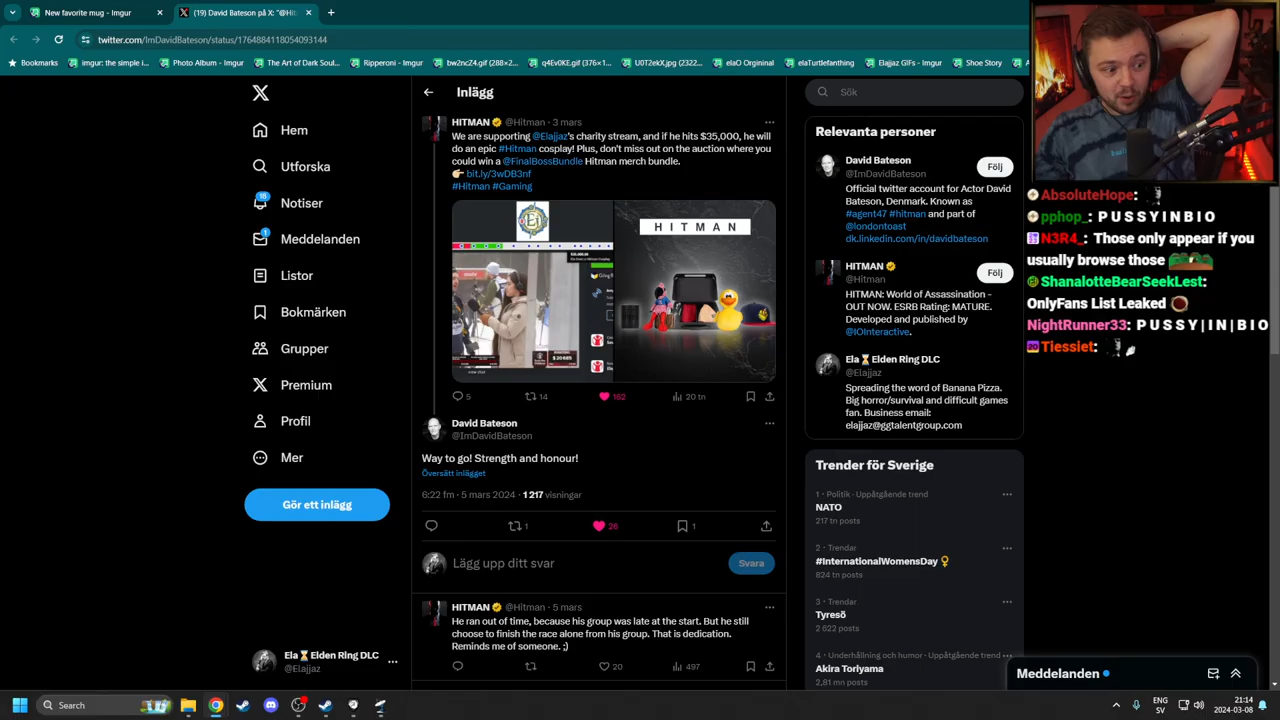 New favorite mug - Imgur
(19) David Bateson på X: "@Hit
twitter.com/ImDavidBateson/status/1764884118054093144
Bookmarks
imgur: the simple i...
Photo Album - Imgur
The Art of Dark Sou...
Ripperoni - Imgur
bw2ncZ4.gif (288×2...
q4Ev0KE.gif (376×1...
U0T2ekX.jpg (2322...
elaO Orginial
elaTurtlefanthing
Elajjaz GIFs - Imgur
Shoe Story
Hem
Utforska
18
Notiser
1
Meddelanden
Listor
Bokmärken
Grupper
Premium
Profil
Mer
Gör ett inlägg
Ela⌛Elden Ring DLC
@Elajjaz
Inlägg
HITMAN @Hitman · 3 mars
We are supporting @Elajjaz's charity stream, and if he hits $35,000, he will
do an epic #Hitman cosplay! Plus, don't miss out on the auction where you
could win a @FinalBossBundle Hitman merch bundle.
👉🏼 bit.ly/3wDB3nf
#Hitman #Gaming
HITMAN
5
14
162
20 tn
David Bateson
@ImDavidBateson
Way to go! Strength and honour!
Översätt inlägget
6:22 fm · 5 mars 2024 · 1 217 visningar
1
26
1
Lägg upp ditt svar
Svara
HITMAN @Hitman · 5 mars
He ran out of time, because his group was late at the start. But he still
choose to finish the race alone from his group. That is dedication.
Reminds me of someone. ;)
20
497
Sök
Relevanta personer
David Bateson
@ImDavidBateson
Följ
Official twitter account for Actor David
Bateson, Denmark. Known as
#agent47 #hitman and part of
@londontoast
dk.linkedin.com/in/davidbateson
HITMAN
@Hitman
Följ
HITMAN: World of Assassination -
OUT NOW. ESRB Rating: MATURE.
Developed and published by
@IOInteractive.
Ela⌛Elden Ring DLC
@Elajjaz
Spreading the word of Banana Pizza.
Big horror/survival and difficult games
fan. Business email:
elajjaz@ggtalentgroup.com
Trender för Sverige
1 · Politik · Uppåtgående trend
NATO
217 tn posts
2 · Trendar
#InternationalWomensDay ♀
824 tn posts
3 · Trendar
Tyresö
2 622 posts
4 · Underhållning och humor · Uppåtgående trend
Akira Toriyama
2,81 mn posts
Meddelanden
AbsoluteHope:
pphop_: P U S S Y I N B I O
N3R4_: Those only appear if you
usually browse those
ShanalotteBearSeekLest:
OnlyFans List Leaked
NightRunner33: P U S S Y | I N | B I O
Tiesslet:
Search
ENG
SV
21:14
2024-03-08